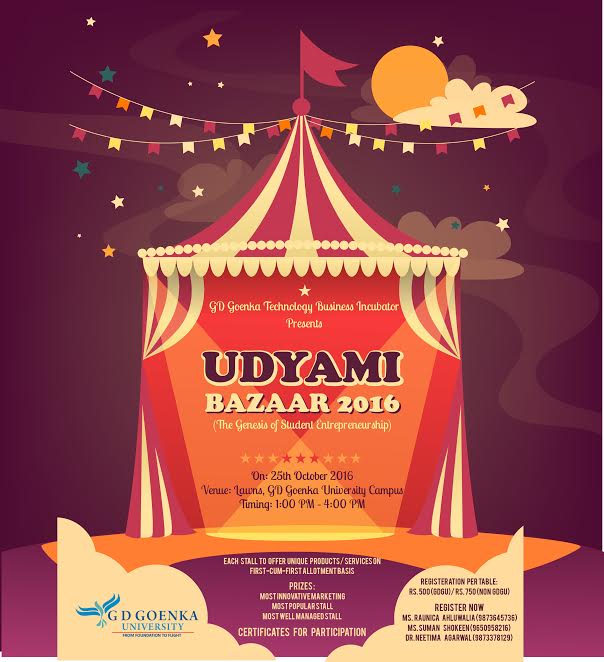 GD Goenka Technology Business Incubator
Presents
UDYAMI
BAZAAR 2016
(The Genesis of Student Entrepreneurship)
On: 25th October 2016
Venue: Lawns, GD Goenka University Campus
Timing: 1:00 PM - 4:00 PM
EACH STALL TO OFFER UNIQUE PRODUCTS / SERVICES ON
FIRST-CUM-FIRST ALLOTMENT BASIS
PRIZES :
MOST INNOVATIVE MARKETING
MOST POPULAR STALL
MOST WELL MANAGED STALL
CERTIFICATES FOR PARTICIPATION
G D GOENKA
UNIVERSITY
FROM FOUNDATION TO FLIGHT
REGISTERATION PER TABLE:
RS. 500 (GDGU)/ RS. 750 (NON GDGU)
REGISTER NOW
MS. RAUNICA AHLUWALIA (9873645736)
MS. SUMAN SHOKEEN (9650958216)
DR. NEETIMA AGARWAL (9873378129)